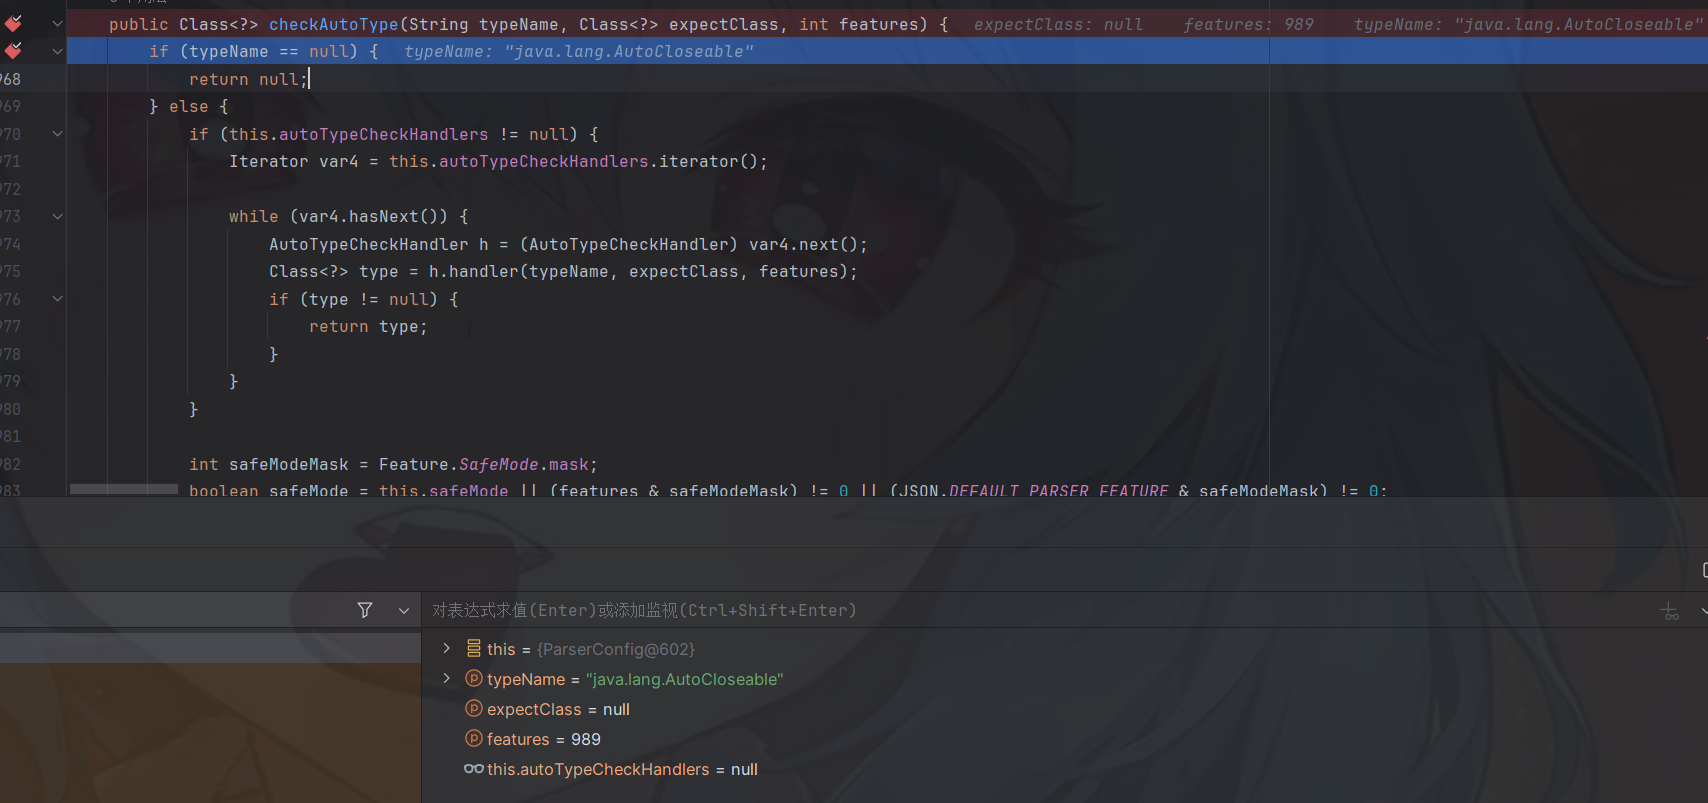 public Class<?> checkAutoType(String typeName, Class<?> expectClass, int features) { expectClass: null features: 989 typeName: "java.lang.AutoCloseable"
if (typeName == null) { typeName: "java.lang.AutoCloseable"
968 return null;
969 } else {
970 if (this.autoTypeCheckHandlers != null) {
971 Iterator var4 = this.autoTypeCheckHandlers.iterator();
972
973 while (var4.hasNext()) {
974 AutoTypeCheckHandler h = (AutoTypeCheckHandler) var4.next();
975 Class<?> type = h.handler(typeName, expectClass, features);
976 if (type != null) {
977 return type;
978 }
979 }
980 }
981
982 int safeModeMask = Feature.SafeMode.mask;
983 boolean safeMode = this.safeMode || (features & safeModeMask) != 0 || (JSON.DEFAULT_PARSER_FEATURE & safeModeMask) != 0;
对表达式求值(Enter)或添加监视(Ctrl+Shift+Enter)
this = {ParserConfig@602}
typeName = "java.lang.AutoCloseable"
expectClass = null
features = 989
this.autoTypeCheckHandlers = null